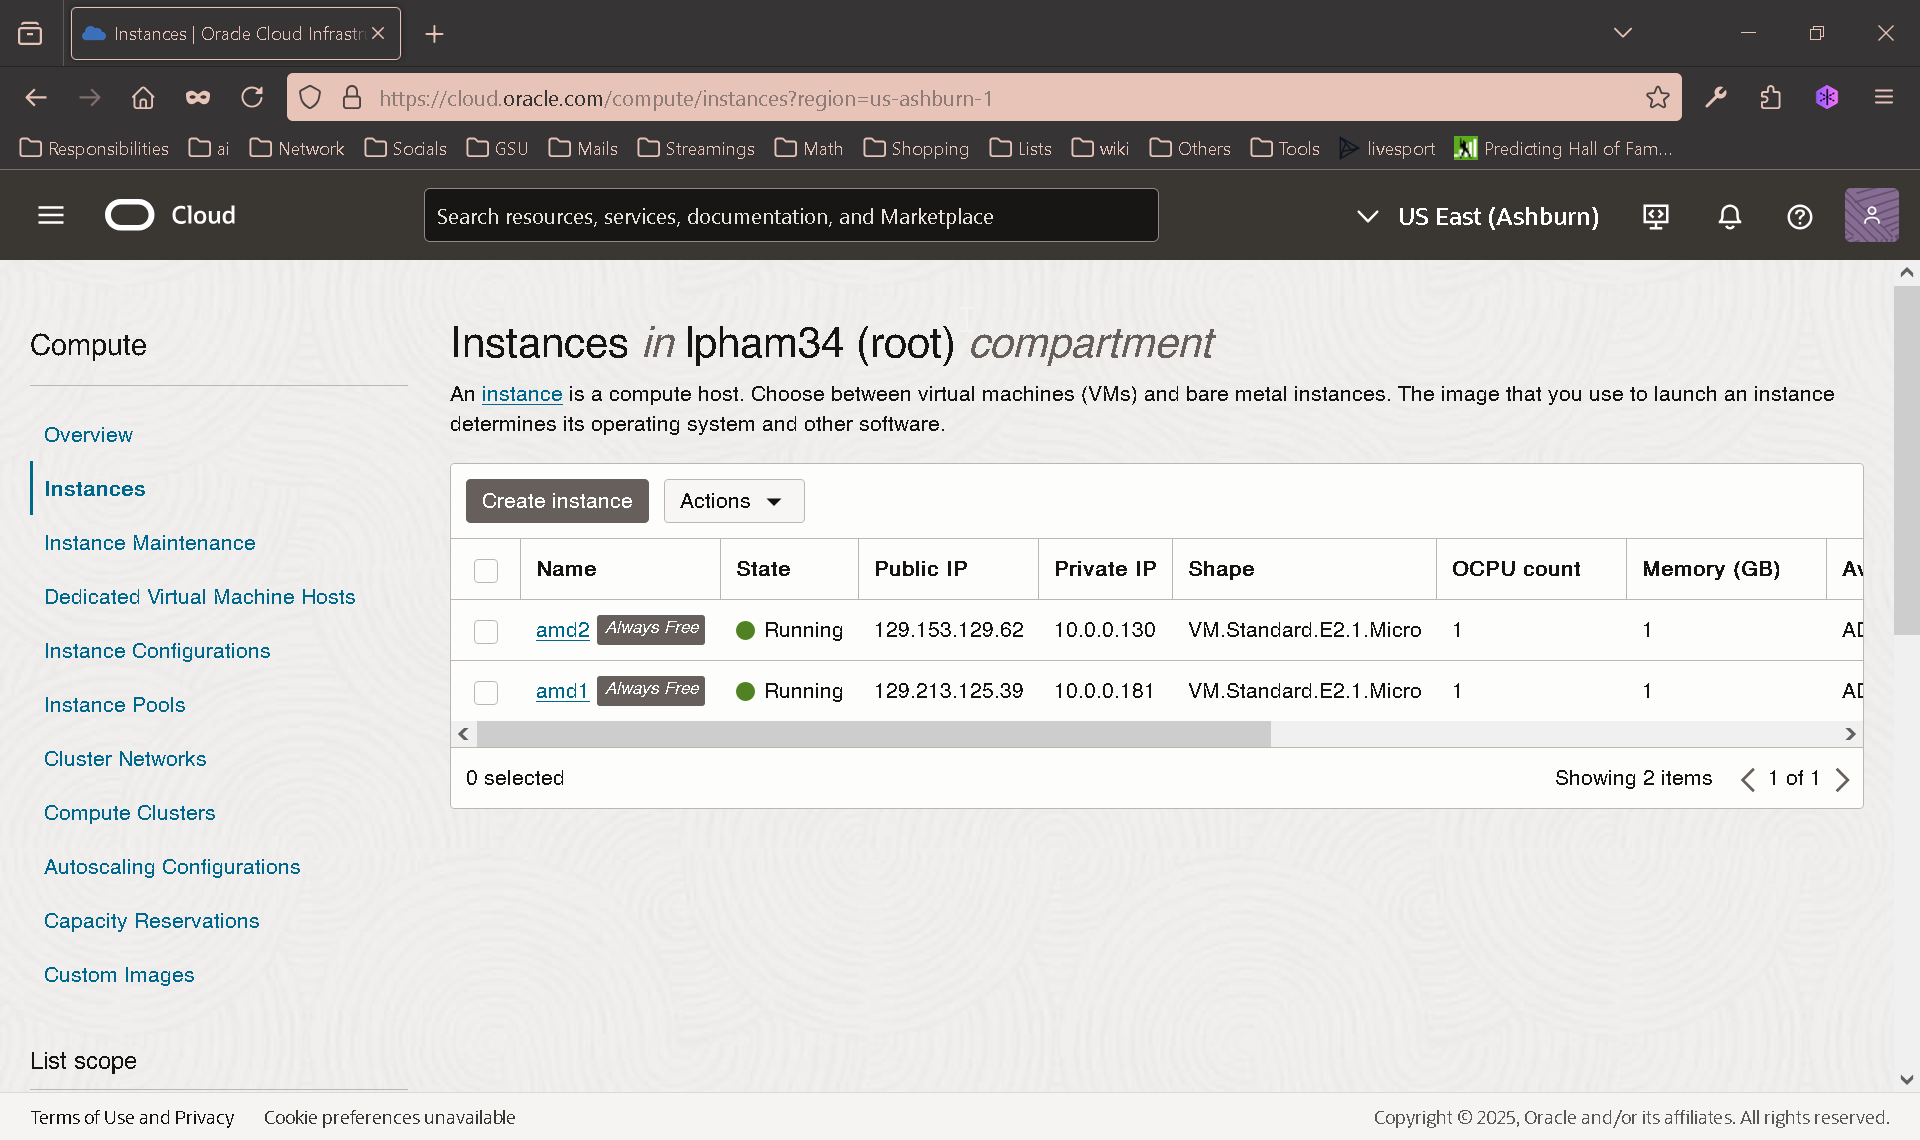 Instances | Oracle Cloud Infrastr
https://cloud.oracle.com/compute/instances?region=us-ashburn-1
Responsibilities ai Network Socials GSU Mails Streamings Math Shopping Lists wiki Others Tools livesport Predicting Hall of Fam...
Cloud Search resources, services, documentation, and Marketplace US East (Ashburn)
Compute
Overview
Instances
Instance Maintenance
Dedicated Virtual Machine Hosts
Instance Configurations
Instance Pools
Cluster Networks
Compute Clusters
Autoscaling Configurations
Capacity Reservations
Custom Images
List scope
Instances in lpham34 (root) compartment
An instance is a compute host. Choose between virtual machines (VMs) and bare metal instances. The image that you use to launch an instance
determines its operating system and other software.
Create instance Actions
Name State Public IP Private IP Shape OCPU count Memory (GB) Av
amd2 Always Free Running 129.153.129.62 10.0.0.130 VM.Standard.E2.1.Micro 1 1 AD
amd1 Always Free Running 129.213.125.39 10.0.0.181 VM.Standard.E2.1.Micro 1 1 AD
0 selected Showing 2 items 1 of 1
Terms of Use and Privacy Cookie preferences unavailable Copyright © 2025, Oracle and/or its affiliates. All rights reserved.